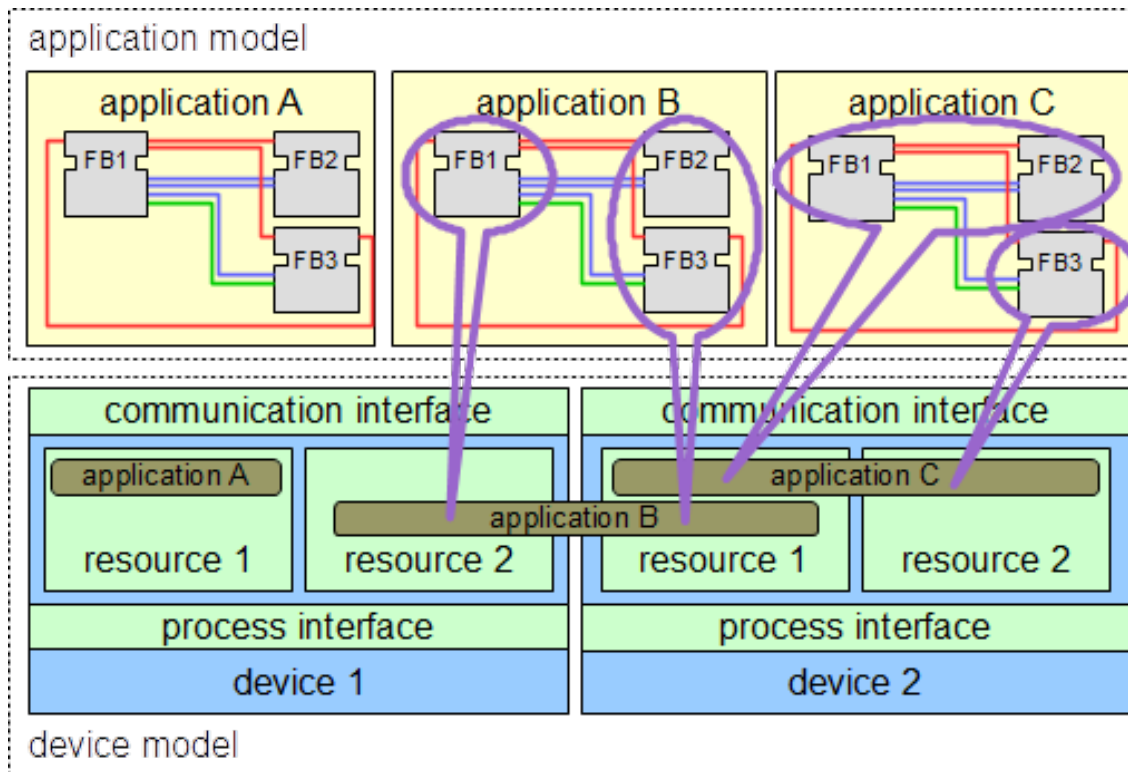 application model
application A
application B
application C
FB1
FB2
FB3
FB1
FB2
FB3
FB1
FB2
FB3
communication interface
communication interface
application A
application C
application B
resource 1
resource 2
resource 1
resource 2
process interface
process interface
device 1
device 2
device model